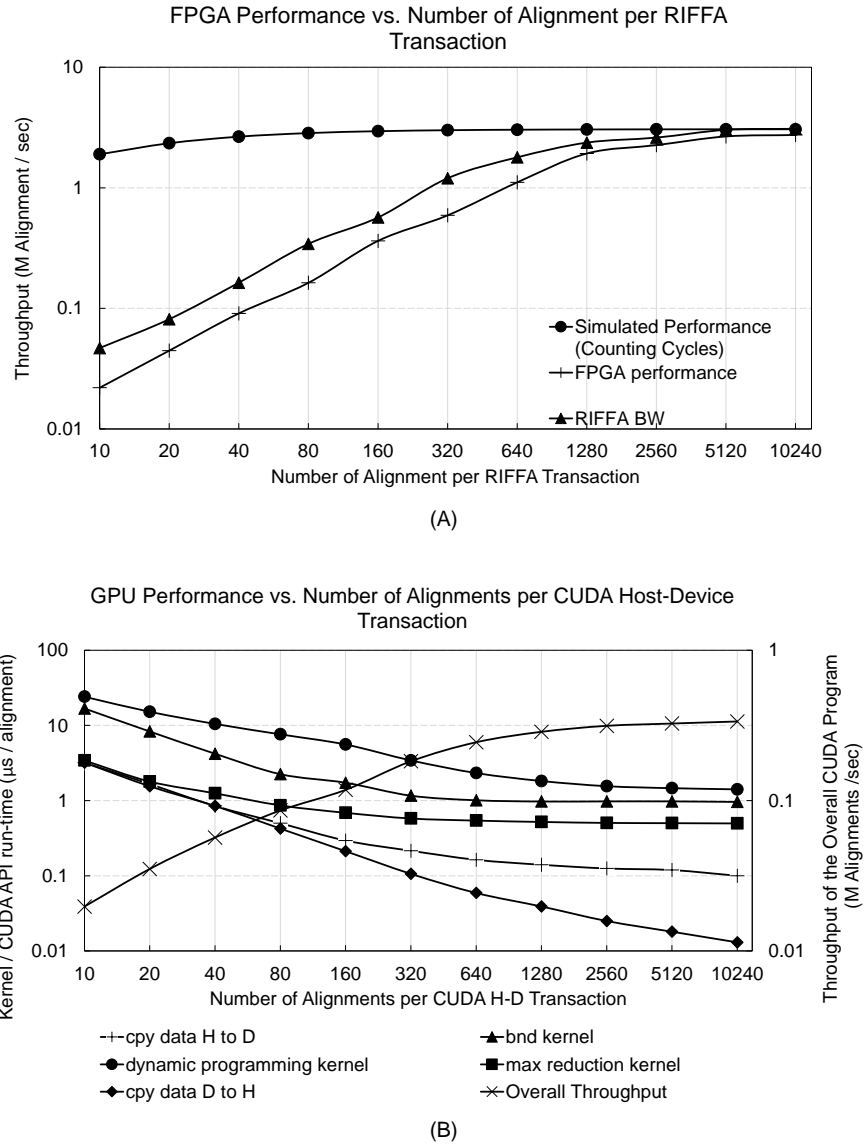 FPGA Performance vs. Number of Alignment per RIFFA
Transaction
Throughput (M Alignment / sec)
10
1
0.1
0.01
Simulated Performance
(Counting Cycles)
FPGA performance
RIFFA BW
10 20 40 80 160 320 640 1280 2560 5120 10240
Number of Alignment per RIFFA Transaction
(A)
GPU Performance vs. Number of Alignments per CUDA Host-Device
Transaction
Kernel / CUDA API run-time (µs / alignment)
100
10
1
0.1
0.01
1
0.1
0.01
Throughput of the Overall CUDA Program
(M Alignments /sec)
10 20 40 80 160 320 640 1280 2560 5120 10240
Number of Alignments per CUDA H-D Transaction
cpy data H to D
bnd kernel
dynamic programming kernel
max reduction kernel
cpy data D to H
Overall Throughput
(B)